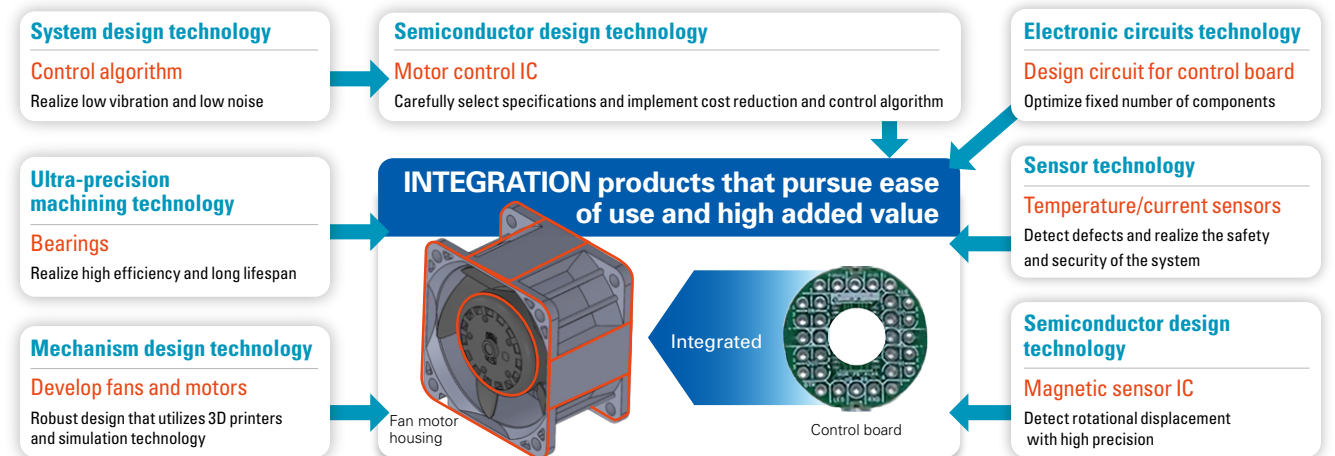 System design technology
Control algorithm
Realize low vibration and low noise
Semiconductor design technology
Motor control IC
Carefully select specifications and implement cost reduction and control algorithm
Electronic circuits technology
Design circuit for control board
Optimize fixed number of components
Ultra-precision
machining technology
Bearings
Realize high efficiency and long lifespan
INTEGRATION products that pursue ease
of use and high added value
Sensor technology
Temperature/current sensors
Detect defects and realize the safety
and security of the system
Mechanism design technology
Develop fans and motors
Robust design that utilizes 3D printers
and simulation technology
Fan motor
housing
Integrated
Control board
Semiconductor design
technology
Magnetic sensor IC
Detect rotational displacement
with high precision